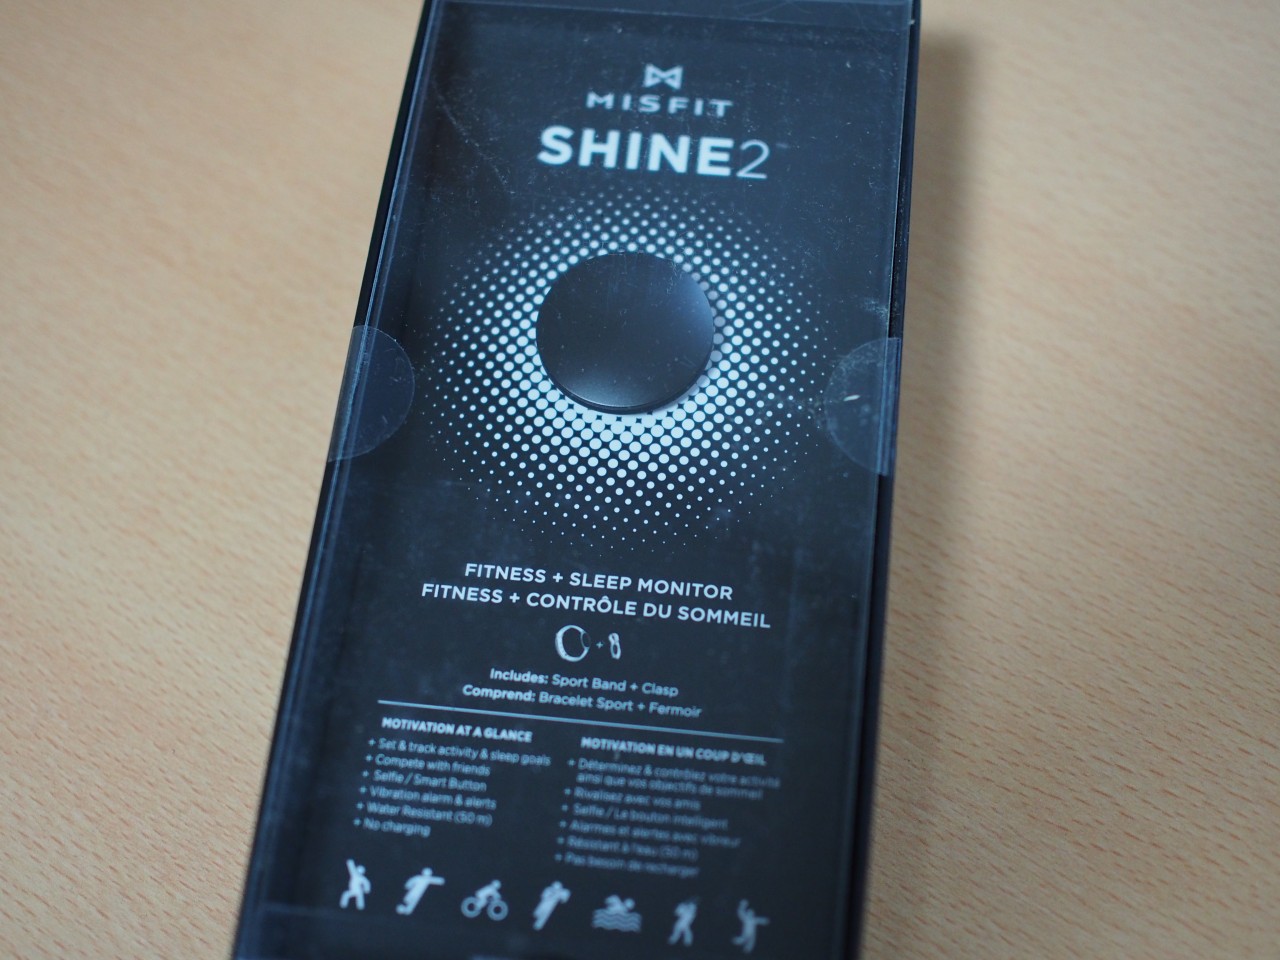 MISFIT
SHINE2
FITNESS + SLEEP MONITOR
FITNESS + CONTRÔLE DU SOMMEIL
+
Includes: Sport Band + Clasp
Comprend: Bracelet Sport + Fermoir
MOTIVATION AT A GLANCE
+ Set & track activity & sleep goals
+ Compete with friends
+ Selfie / Smart Button
+ Vibration alarm & alerts
+ Water Resistant (50 m)
+ No charging
MOTIVATION EN UN COUP D'ŒIL
+ Déterminez & contrôlez votre activité
ainsi que vos objectifs de sommeil
+ Rivalisez avec vos amis
+ Selfie / Le bouton intelligent
+ Alarmes et alertes avec vibreur
+ Résistant à l'eau (50 m)
+ Pas besoin de recharger